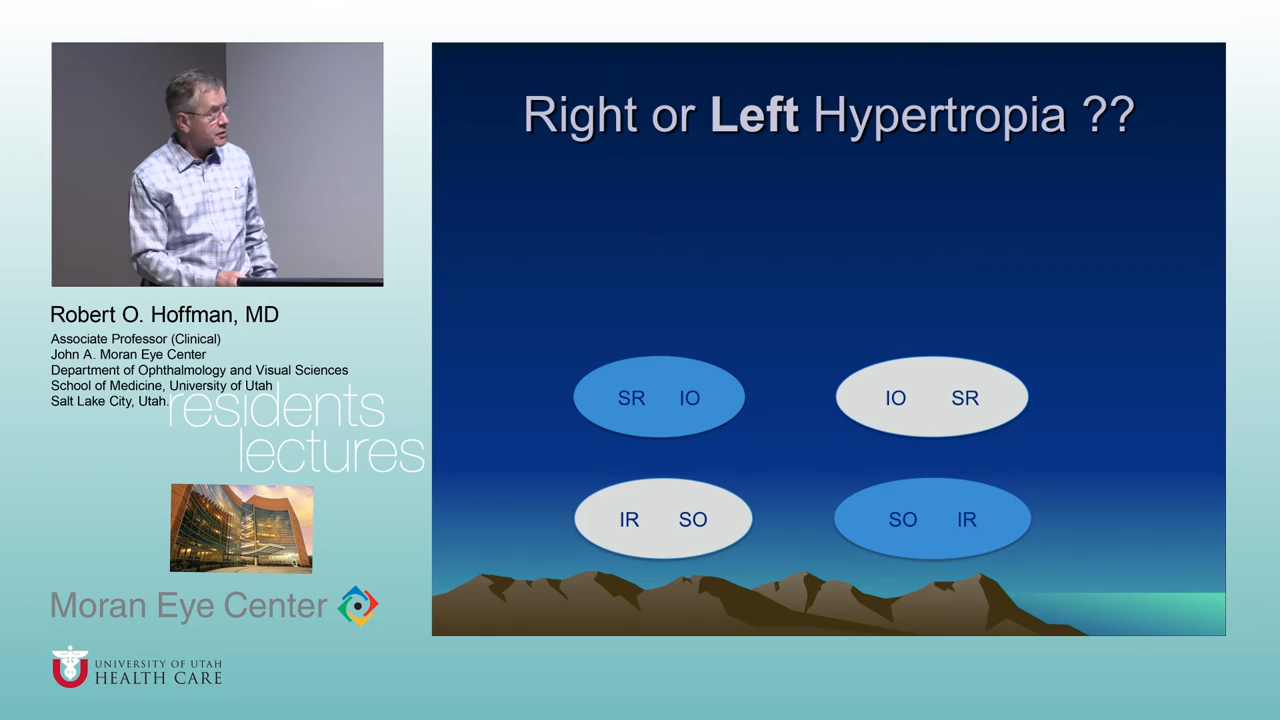 Right or Left Hypertropia ??
SR IO
IO SR
IR SO
SO IR
Robert O. Hoffman, MD
Associate Professor (Clinical)
John A. Moran Eye Center
Department of Ophthalmology and Visual Sciences
School of Medicine, University of Utah
Salt Lake City, Utah.
residents
lectures
Moran Eye Center
UNIVERSITY OF UTAH
HEALTH CARE